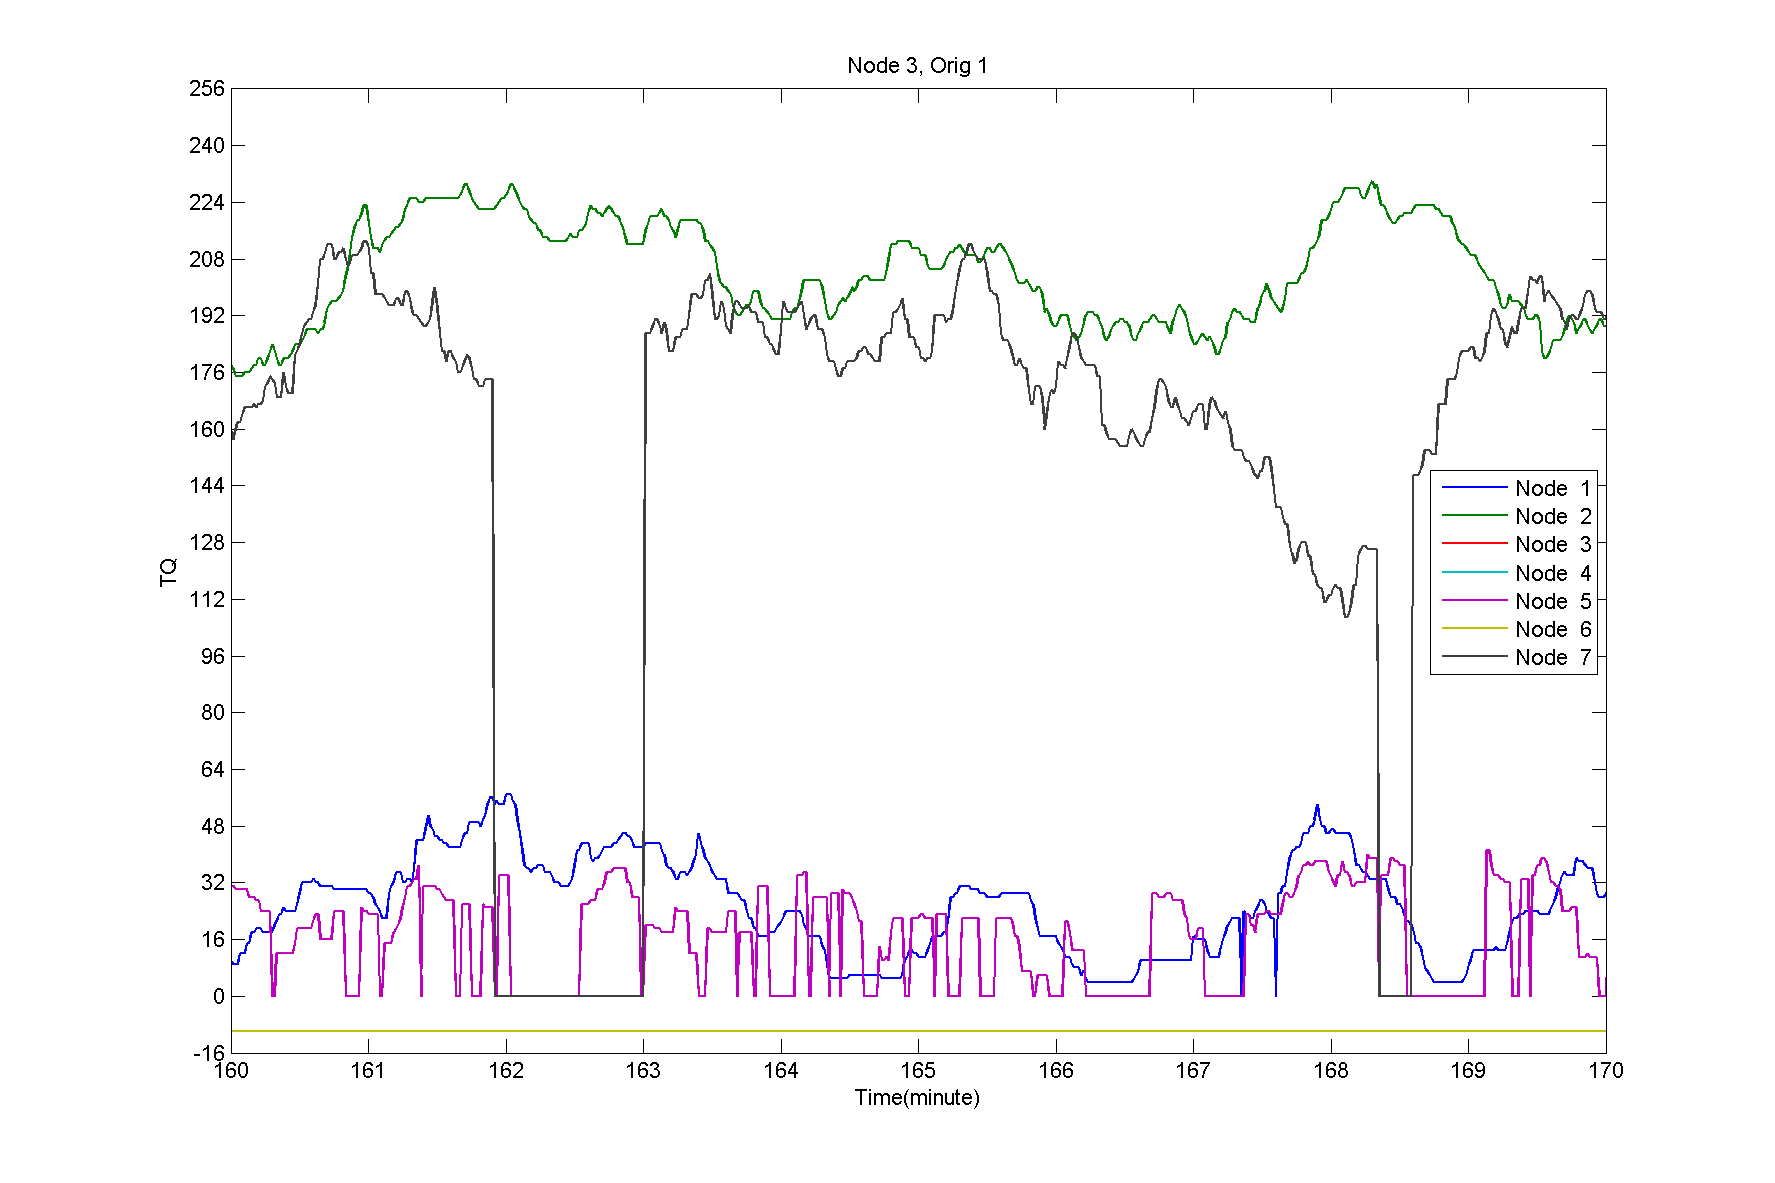 Node 3, Orig 1
256
240
224
208
192
176
160
144
128
112
96
80
64
48
32
16
0
-16
TQ
Node 1
Node 2
Node 3
Node 4
Node 5
Node 6
Node 7
160 161 162 163 164 165 166 167 168 169 170
Time(minute)